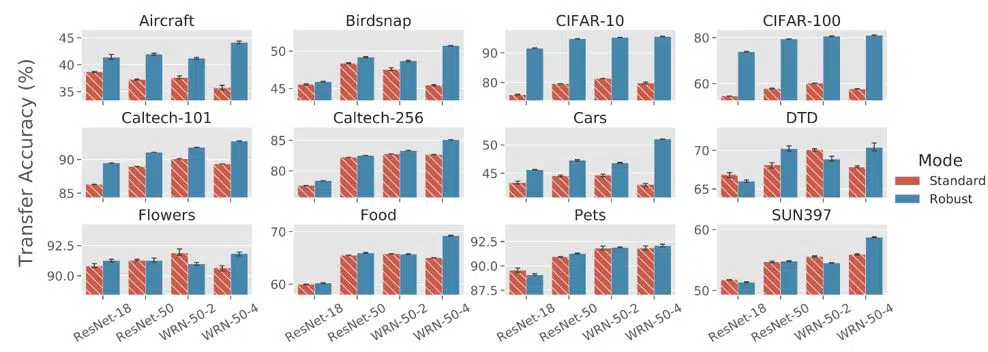 Aircraft Birdsnap CIFAR-10 CIFAR-100
45 40 35
50 45
90 80
80 60
Caltech-101 Caltech-256 Cars DTD
90 85
85 80
50 45
70 65
Flowers Food Pets SUN397
92.5 90.0
70 60
92.5 90.0 87.5
60 50
ResNet-18 ResNet-50 WRN-50-2 WRN-50-4
ResNet-18 ResNet-50 WRN-50-2 WRN-50-4
ResNet-18 ResNet-50 WRN-50-2 WRN-50-4
ResNet-18 ResNet-50 WRN-50-2 WRN-50-4
Transfer Accuracy (%)
Mode
Standard
Robust